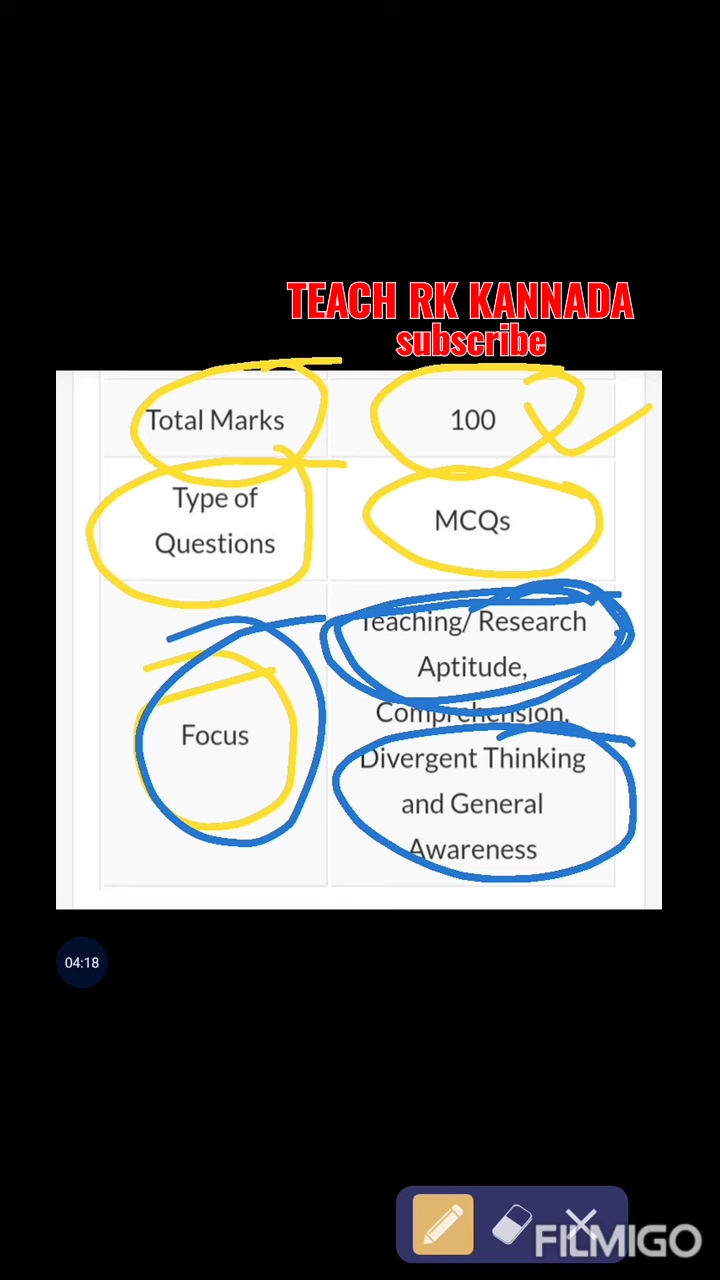 TEACH RK KANNADA
subscribe
Total Marks
100
Type of
Questions
MCQs
Focus
Teaching/ Research
Aptitude,
Comprehension,
Divergent Thinking
and General
Awareness
04:18
FILMIGO